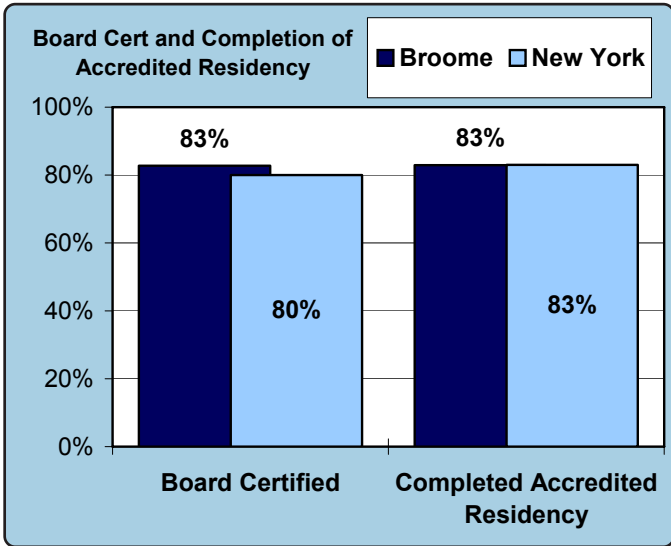 Board Cert and Completion of
Accredited Residency
Broome
New York
100%
80%
60%
40%
20%
0%
83%
80%
83%
83%
Board Certified
Completed Accredited
Residency